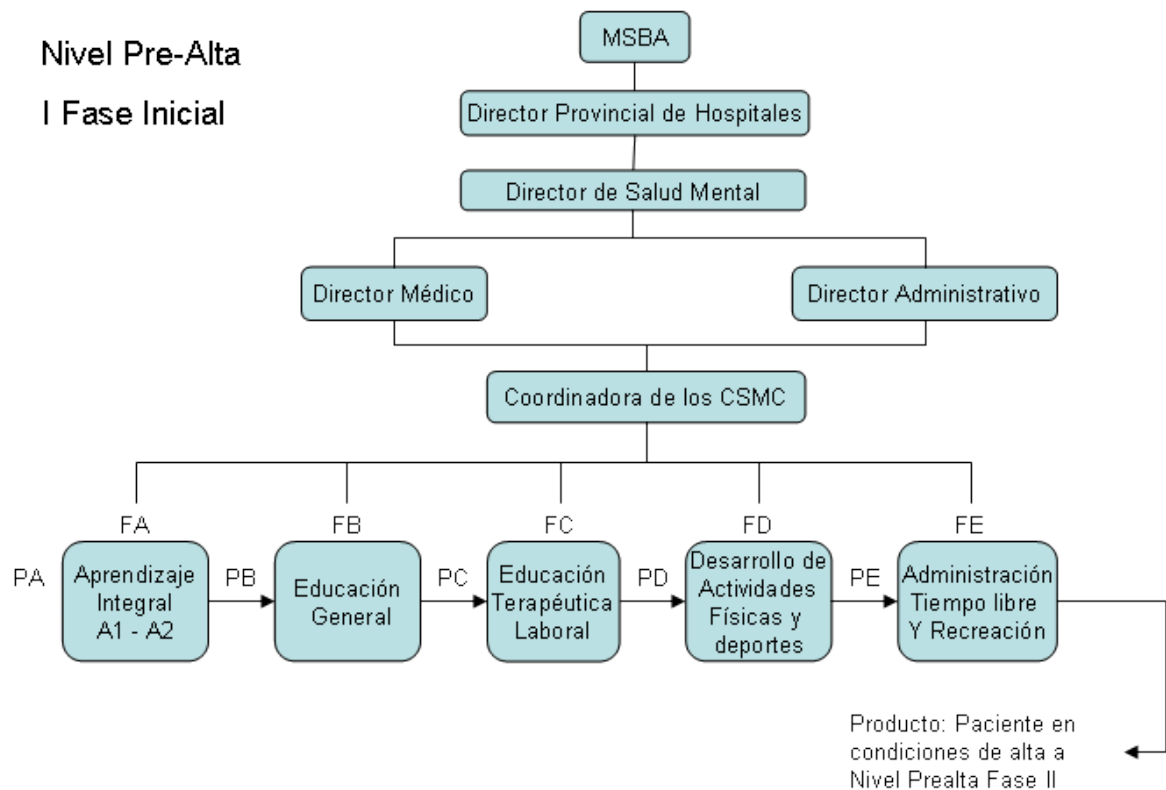 Nivel Pre-Alta
I Fase Inicial
MSBA
Director Provincial de Hospitales
Director de Salud Mental
Director Médico
Director Administrativo
Coordinadora de los CSMC
FA
FB
FC
FD
FE
PA
Aprendizaje
Integral
A1 - A2
PB
Educación
General
PC
Educación
Terapéutica
Laboral
PD
Desarrollo de
Actividades
Físicas y
deportes
PE
Administración
Tiempo libre
Y Recreación
Producto: Paciente en
condiciones de alta a
Nivel Prealta Fase II